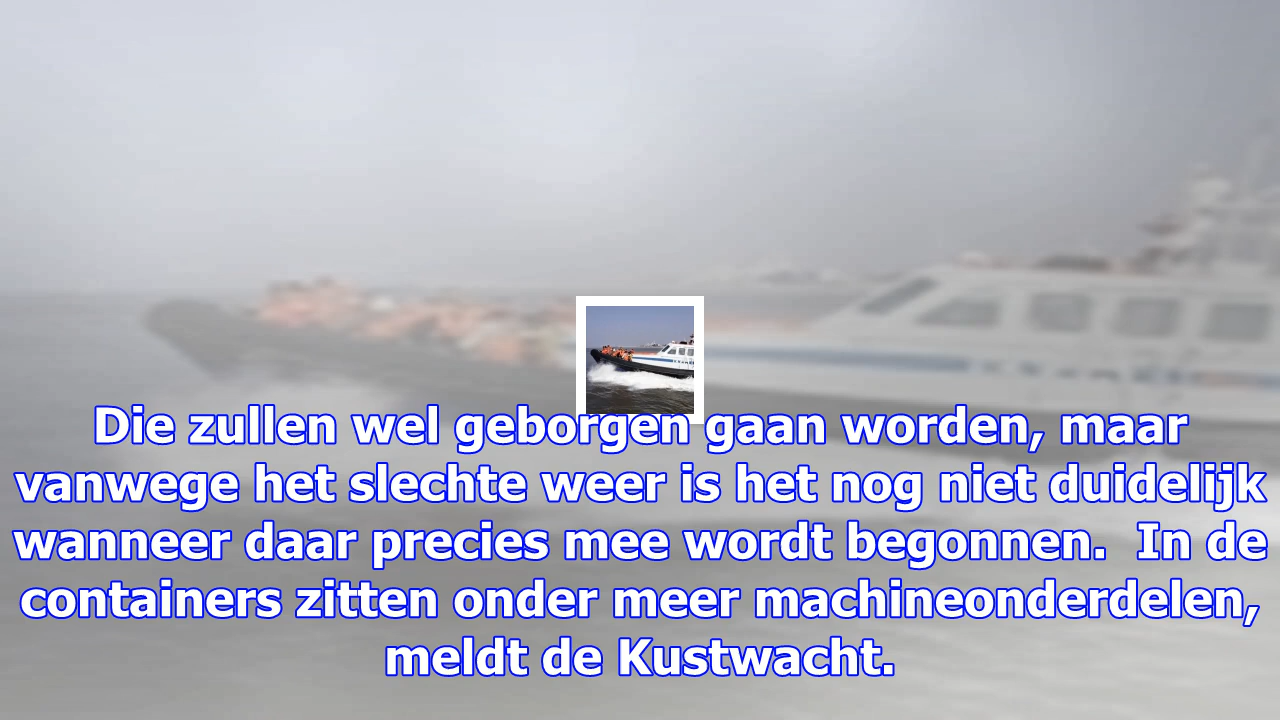 Die zullen wel geborgen gaan worden, maar
vanwege het slechte weer is het nog niet duidelijk
wanneer daar precies mee wordt begonnen.  In de
containers zitten onder meer machineonderdelen,
meldt de Kustwacht.